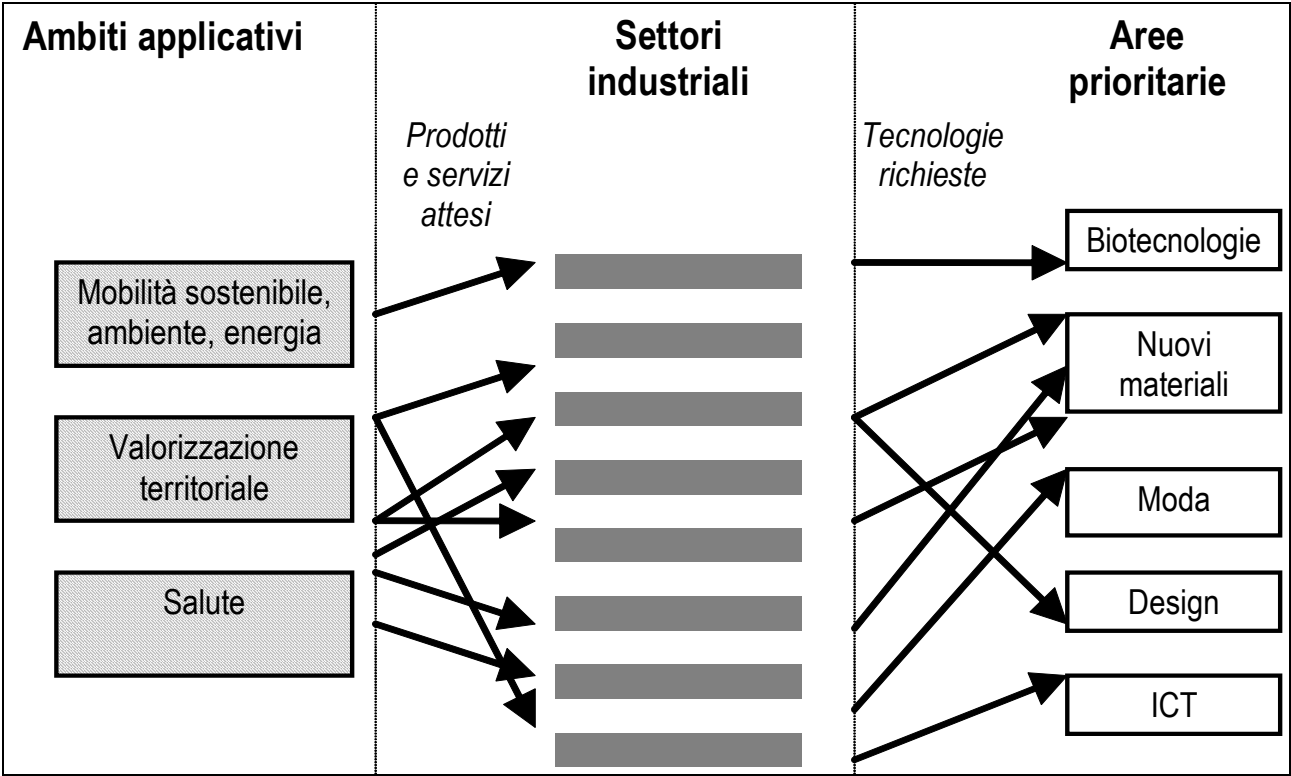 Ambiti applicativi
Settori
industriali
Aree
prioritarie
Prodotti
e servizi
attesi
Tecnologie
richieste
Mobilità sostenibile,
ambiente, energia
Valorizzazione
territoriale
Salute
Biotecnologie
Nuovi
materiali
Moda
Design
ICT